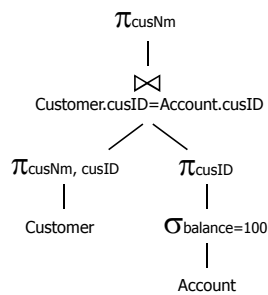 πcusNm
⋈
Customer.cusID=Account.cusID
πcusNm, cusID πcusID
Customer σbalance=100
Account